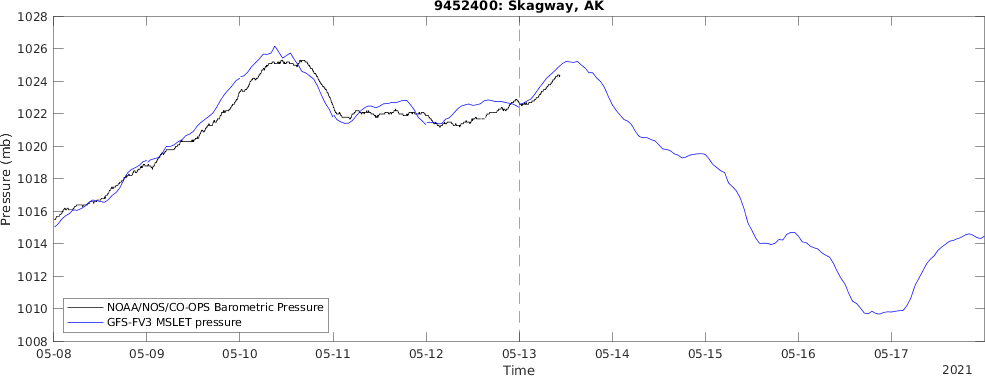 9452400: Skagway, AK
Pressure (mb)
1028
1026
1024
1022
1020
1018
1016
1014
1012
1010
1008
NOAA/NOS/CO-OPS Barometric Pressure
GFS-FV3 MSLET pressure
05-08 05-09 05-10 05-11 05-12 05-13 05-14 05-15 05-16 05-17
Time
2021